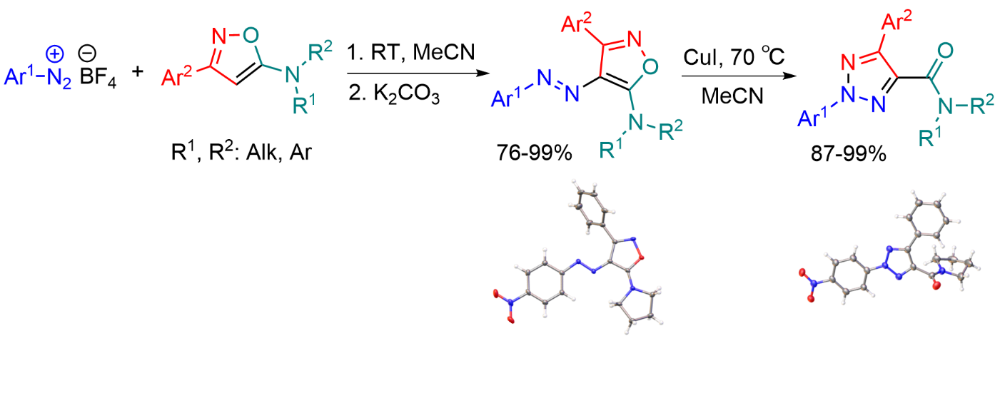 Ar¹–N₂ ⊕ BF₄ ⊖ + Ar² N–O N R² R¹
R¹, R²: Alk, Ar
1. RT, MeCN
2. K₂CO₃
Ar¹ N=N Ar² N O N R¹ R²
76-99%
CuI, 70 °C
MeCN
Ar¹ N N N Ar² O N R² R¹
87-99%